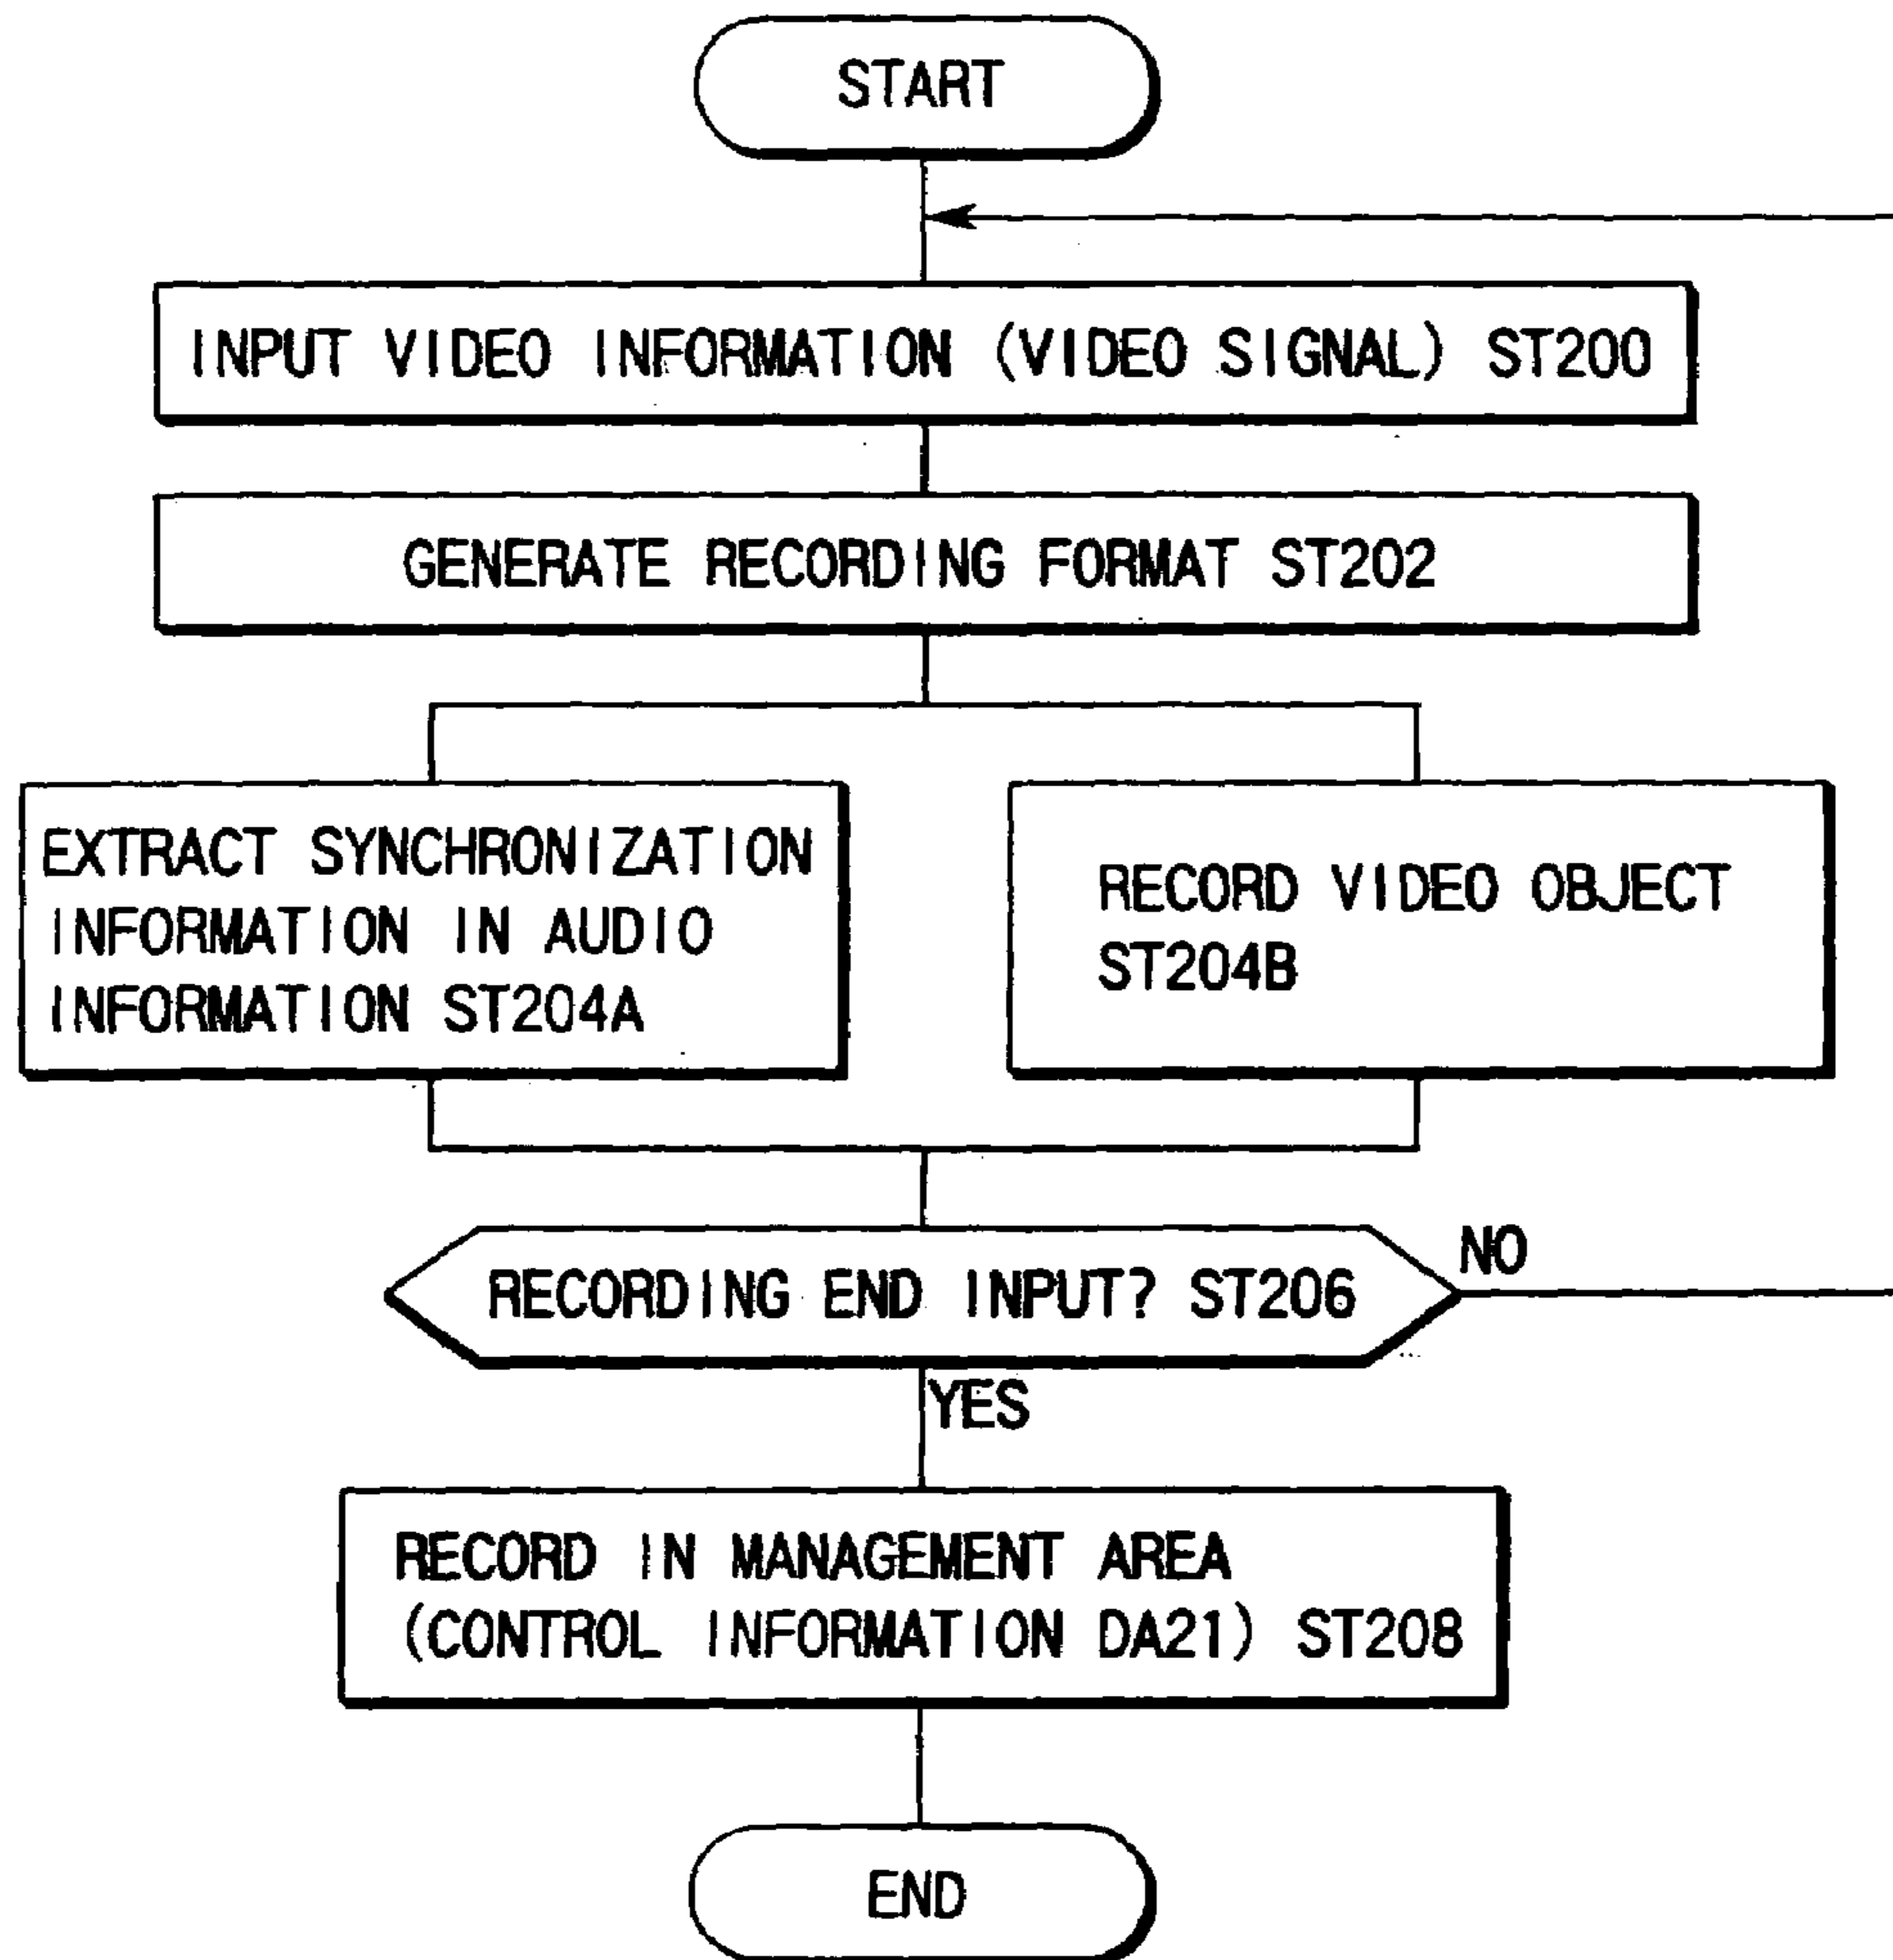 START
INPUT VIDEO INFORMATION (VIDEO SIGNAL) ST200
GENERATE RECORDING FORMAT ST202
EXTRACT SYNCHRONIZATION
INFORMATION IN AUDIO
INFORMATION ST204A
RECORD VIDEO OBJECT
ST204B
RECORDING END INPUT? ST206
NO
YES
RECORD IN MANAGEMENT AREA
(CONTROL INFORMATION DA21) ST208
END